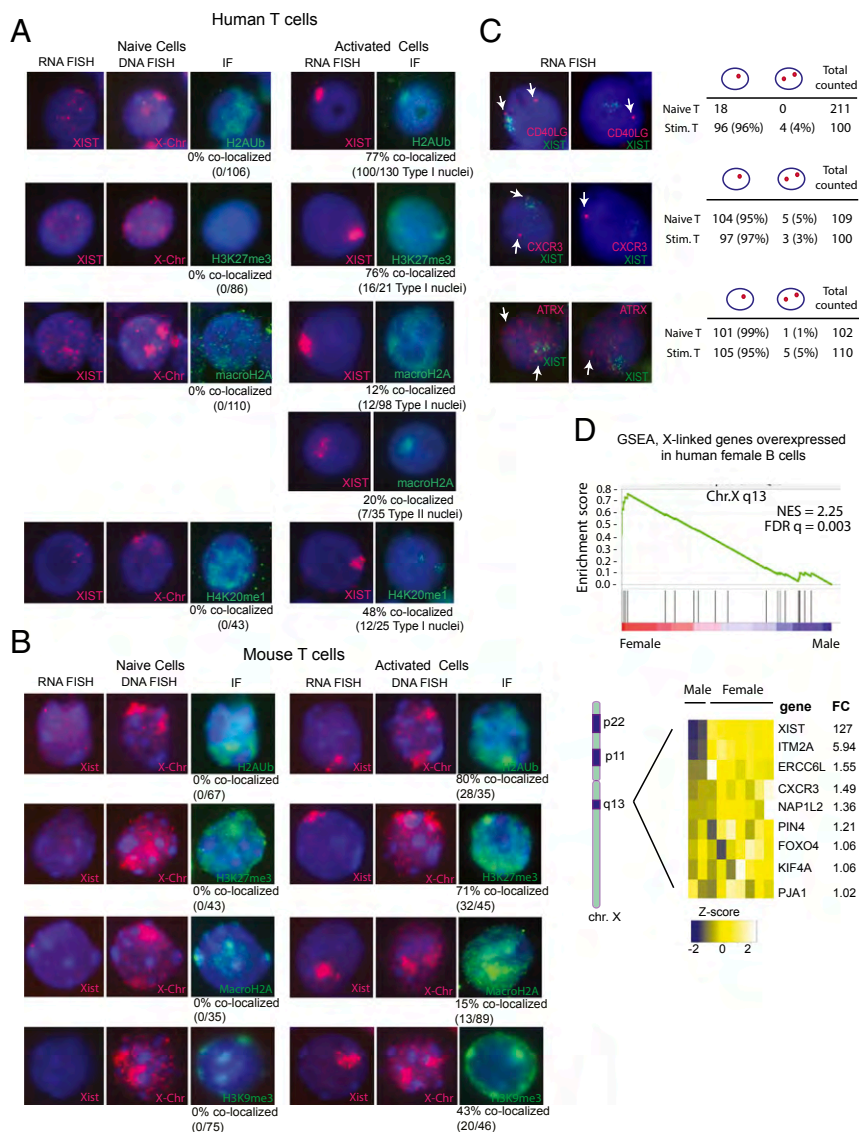 Human T cells
A
Naive Cells
Activated Cells
RNA FISH
DNA FISH
IF
RNA FISH
IF
XIST
X-Chr
H2AUb
XIST
H2AUb
0% co-localized
(0/106)
77% co-localized
(100/130 Type I nuclei)
XIST
X-Chr
H3K27me3
XIST
H3K27me3
0% co-localized
(0/86)
76% co-localized
(16/21 Type I nuclei)
XIST
X-Chr
macroH2A
XIST
macroH2A
0% co-localized
(0/110)
12% co-localized
(12/98 Type I nuclei)
XIST
macroH2A
20% co-localized
(7/35 Type II nuclei)
XIST
X-Chr
H4K20me1
XIST
H4K20me1
0% co-localized
(0/43)
48% co-localized
(12/25 Type I nuclei)
B
Mouse T cells
Naive Cells
Activated Cells
RNA FISH
DNA FISH
IF
RNA FISH
DNA FISH
IF
Xist
X-Chr
H2AUb
Xist
X-Chr
H2AUb
0% co-localized
(0/67)
80% co-localized
(28/35)
Xist
X-Chr
H3K27me3
Xist
X-Chr
H3K27me3
0% co-localized
(0/43)
71% co-localized
(32/45)
Xist
X-Chr
MacroH2A
Xist
X-Chr
MacroH2A
0% co-localized
(0/35)
15% co-localized
(13/89)
Xist
X-Chr
H3K9me3
Xist
X-Chr
H3K9me3
0% co-localized
(0/75)
43% co-localized
(20/46)
C
RNA FISH
CD40LG
XIST
CD40LG
XIST
Total
counted
Naive T 18 0 211
Stim. T 96 (96%) 4 (4%) 100
CXCR3
XIST
CXCR3
XIST
Total
counted
Naive T 104 (95%) 5 (5%) 109
Stim. T 97 (97%) 3 (3%) 100
ATRX
XIST
ATRX
XIST
Total
counted
Naive T 101 (99%) 1 (1%) 102
Stim. T 105 (95%) 5 (5%) 110
D
GSEA, X-linked genes overexpressed
in human female B cells
Enrichment score
0.8
0.7
0.6
0.5
0.4
0.3
0.1
0.0
Chr.X q13
NES = 2.25
FDR q = 0.003
Female
Male
p22
p11
q13
chr. X
Male Female gene FC
XIST 127
ITM2A 5.94
ERCC6L 1.55
CXCR3 1.49
NAP1L2 1.36
PIN4 1.21
FOXO4 1.06
KIF4A 1.06
PJA1 1.02
Z-score
-2 0 2